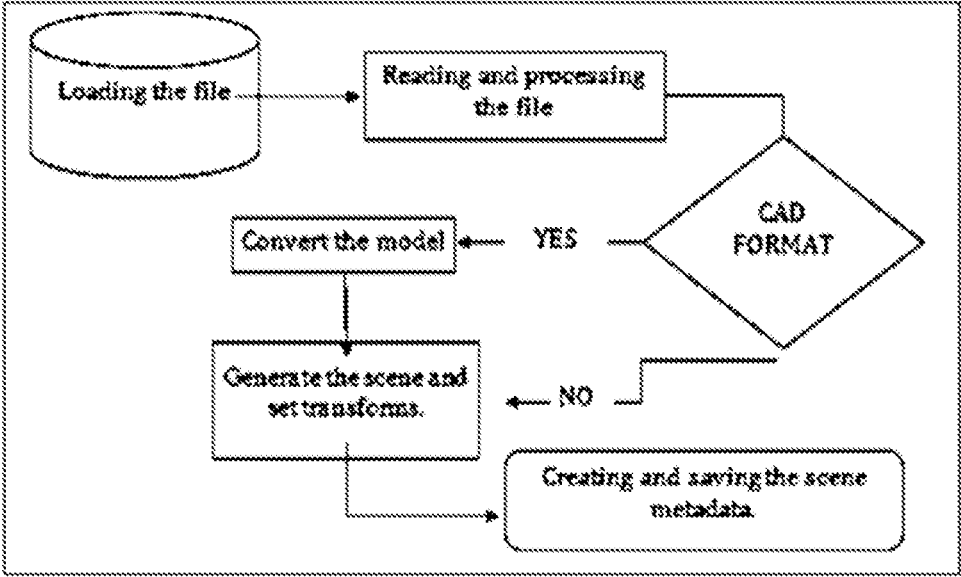 Loading the file
Reading and processing
the file
CAD
FORMAT
YES
Convert the model
Generate the scene and
set transforms.
NO
Creating and saving the scene
metadata.